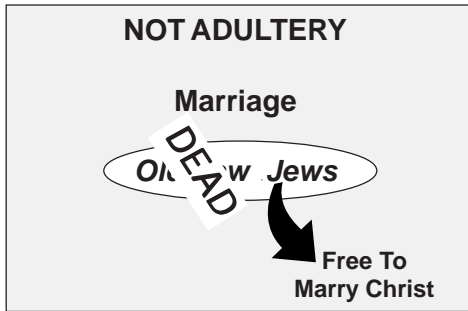 NOT ADULTERY
Marriage
DEAD
Jews
Free To
Marry Christ